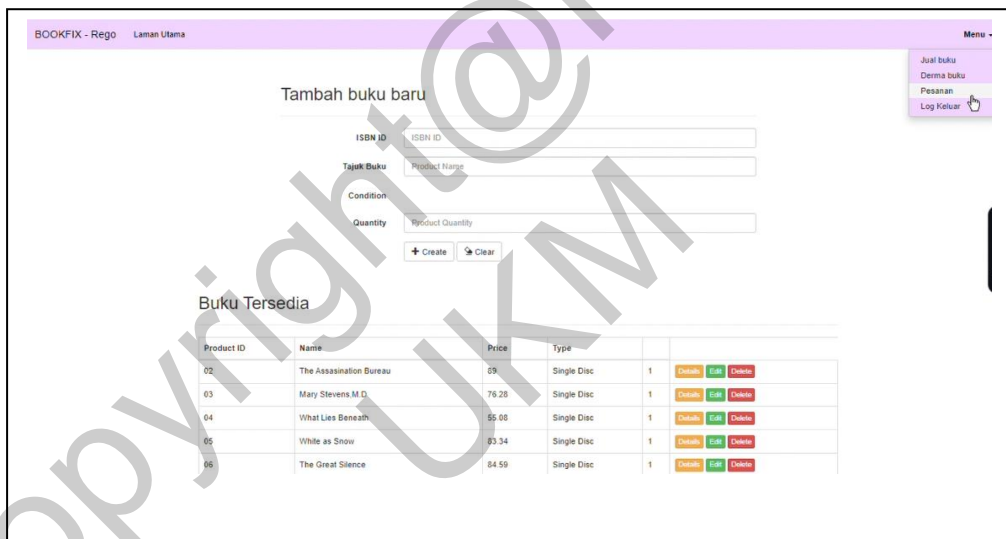 BOOKFIX - Rego Laman Utama Menu
Jual buku
Derma buku
Pesanan
Log Keluar
Tambah buku baru
ISBN ID ISBN ID
Tajuk Buku Product Name
Condition
Quantity Product Quantity
+ Create Clear
Buku Tersedia
Product ID Name Price Type
02 The Assasination Bureau 89 Single Disc 1 Details Edit Delete
03 Mary Stevens,M.D. 76.28 Single Disc 1 Details Edit Delete
04 What Lies Beneath 55.08 Single Disc 1 Details Edit Delete
05 White as Snow 83.34 Single Disc 1 Details Edit Delete
06 The Great Silence 84.59 Single Disc 1 Details Edit Delete
opyright@
UKM